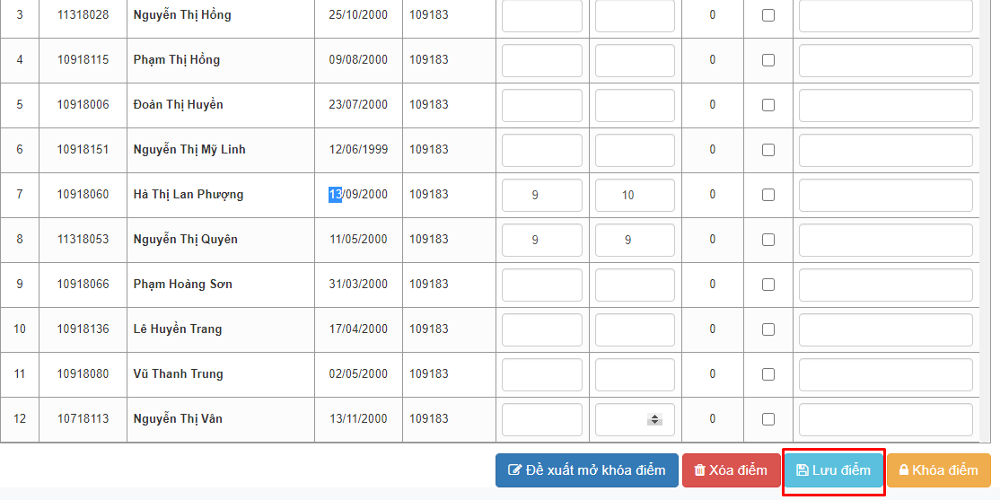 3 11318028 Nguyễn Thị Hồng 25/10/2000 109183 0
4 10918115 Phạm Thị Hồng 09/08/2000 109183 0
5 10918006 Đoàn Thị Huyền 23/07/2000 109183 0
6 10918151 Nguyễn Thị Mỹ Linh 12/06/1999 109183 0
7 10918060 Hà Thị Lan Phượng 13/09/2000 109183 9 10 0
8 11318053 Nguyễn Thị Quyên 11/05/2000 109183 9 9 0
9 10918066 Phạm Hoàng Sơn 31/03/2000 109183 0
10 10918136 Lê Huyền Trang 17/04/2000 109183 0
11 10918080 Vũ Thanh Trung 02/05/2000 109183 0
12 10718113 Nguyễn Thị Vân 13/11/2000 109183 0
Đề xuất mở khóa điểm Xóa điểm Lưu điểm Khóa điểm